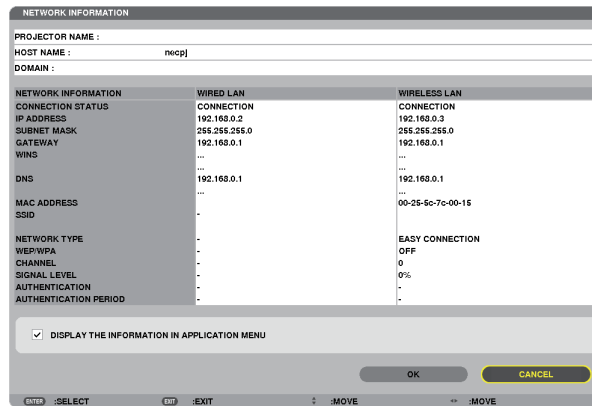 NETWORK INFORMATION
PROJECTOR NAME :
HOST NAME : necpj
DOMAIN :
NETWORK INFORMATION WIRED LAN WIRELESS LAN
CONNECTION STATUS CONNECTION CONNECTION
IP ADDRESS 192.168.0.2 192.168.0.3
SUBNET MASK 255.255.255.0 255.255.255.0
GATEWAY 192.168.0.1 192.168.0.1
WINS ... ...
... ...
DNS 192.168.0.1 192.168.0.1
... ...
MAC ADDRESS 00-25-5c-7c-00-15
SSID -
NETWORK TYPE - EASY CONNECTION
WEP/WPA - OFF
CHANNEL - 0
SIGNAL LEVEL - 0%
AUTHENTICATION - -
AUTHENTICATION PERIOD - -
DISPLAY THE INFORMATION IN APPLICATION MENU
OK CANCEL
ENTER :SELECT EXIT :EXIT :MOVE :MOVE